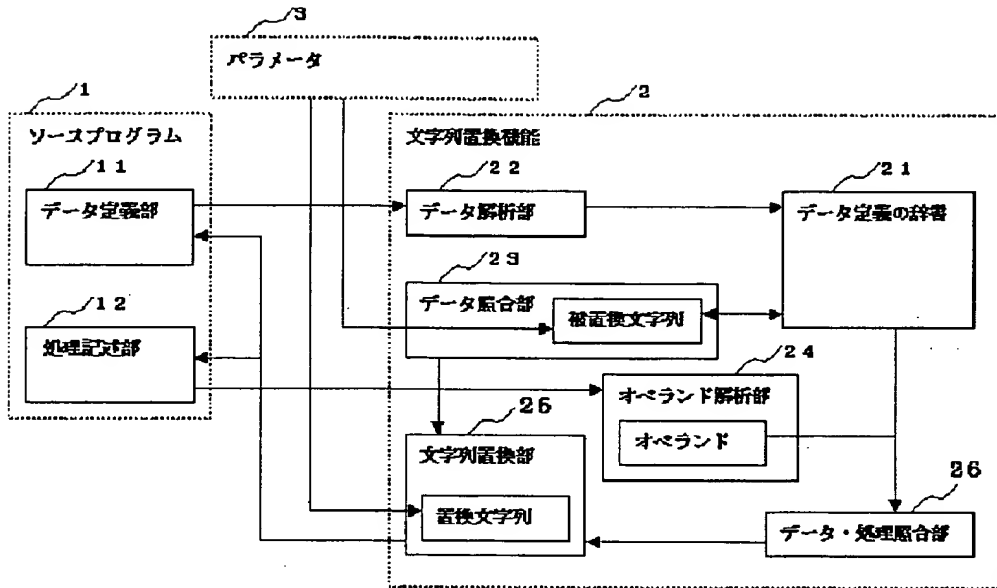 3
パラメータ
1
ソースプログラム
11
データ定義部
12
処理記述部
2
文字列置換機能
22
データ解析部
21
データ定義の辞書
23
データ照合部
被置換文字列
24
オペランド解析部
オペランド
25
文字列置換部
置換文字列
26
データ・処理照合部